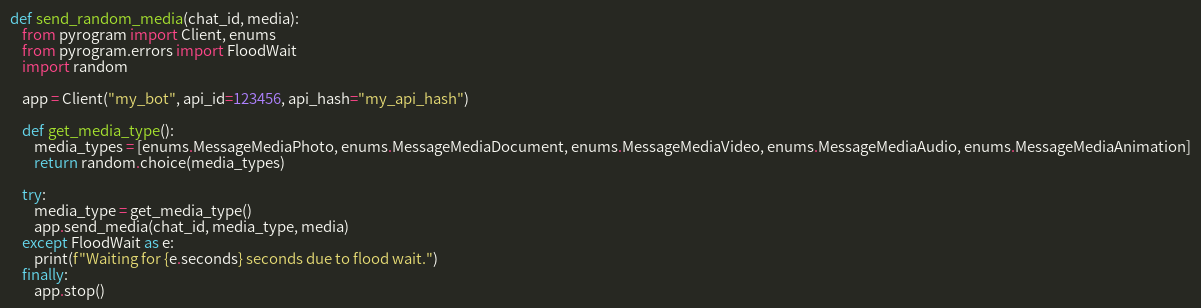 def send_random_media(chat_id, media):
from pyrogram import Client, enums
from pyrogram.errors import FloodWait
import random
app = Client("my_bot", api_id=123456, api_hash="my_api_hash")
def get_media_type():
media_types = [enums.MessageMediaPhoto, enums.MessageMediaDocument, enums.MessageMediaVideo, enums.MessageMediaAudio, enums.MessageMediaAnimation]
return random.choice(media_types)
try:
media_type = get_media_type()
app.send_media(chat_id, media_type, media)
except FloodWait as e:
print(f"Waiting for {e.seconds} seconds due to flood wait.")
finally:
app.stop()